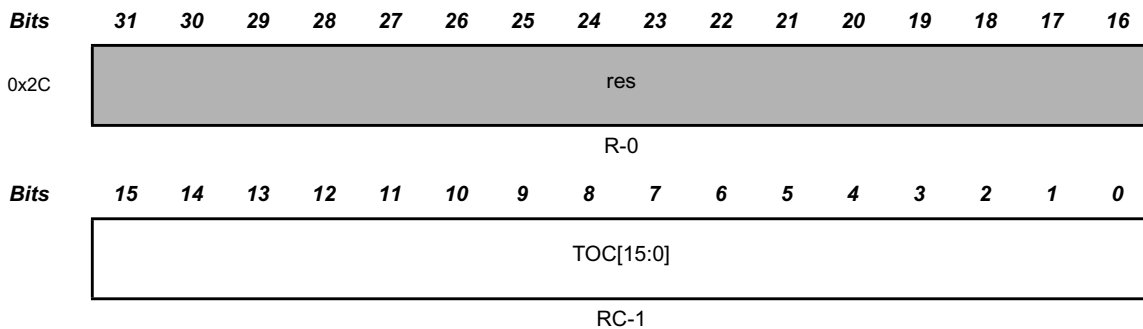 Bits 31 30 29 28 27 26 25 24 23 22 21 20 19 18 17 16
0x2C res
R-0
Bits 15 14 13 12 11 10 9 8 7 6 5 4 3 2 1 0
TOC[15:0]
RC-1